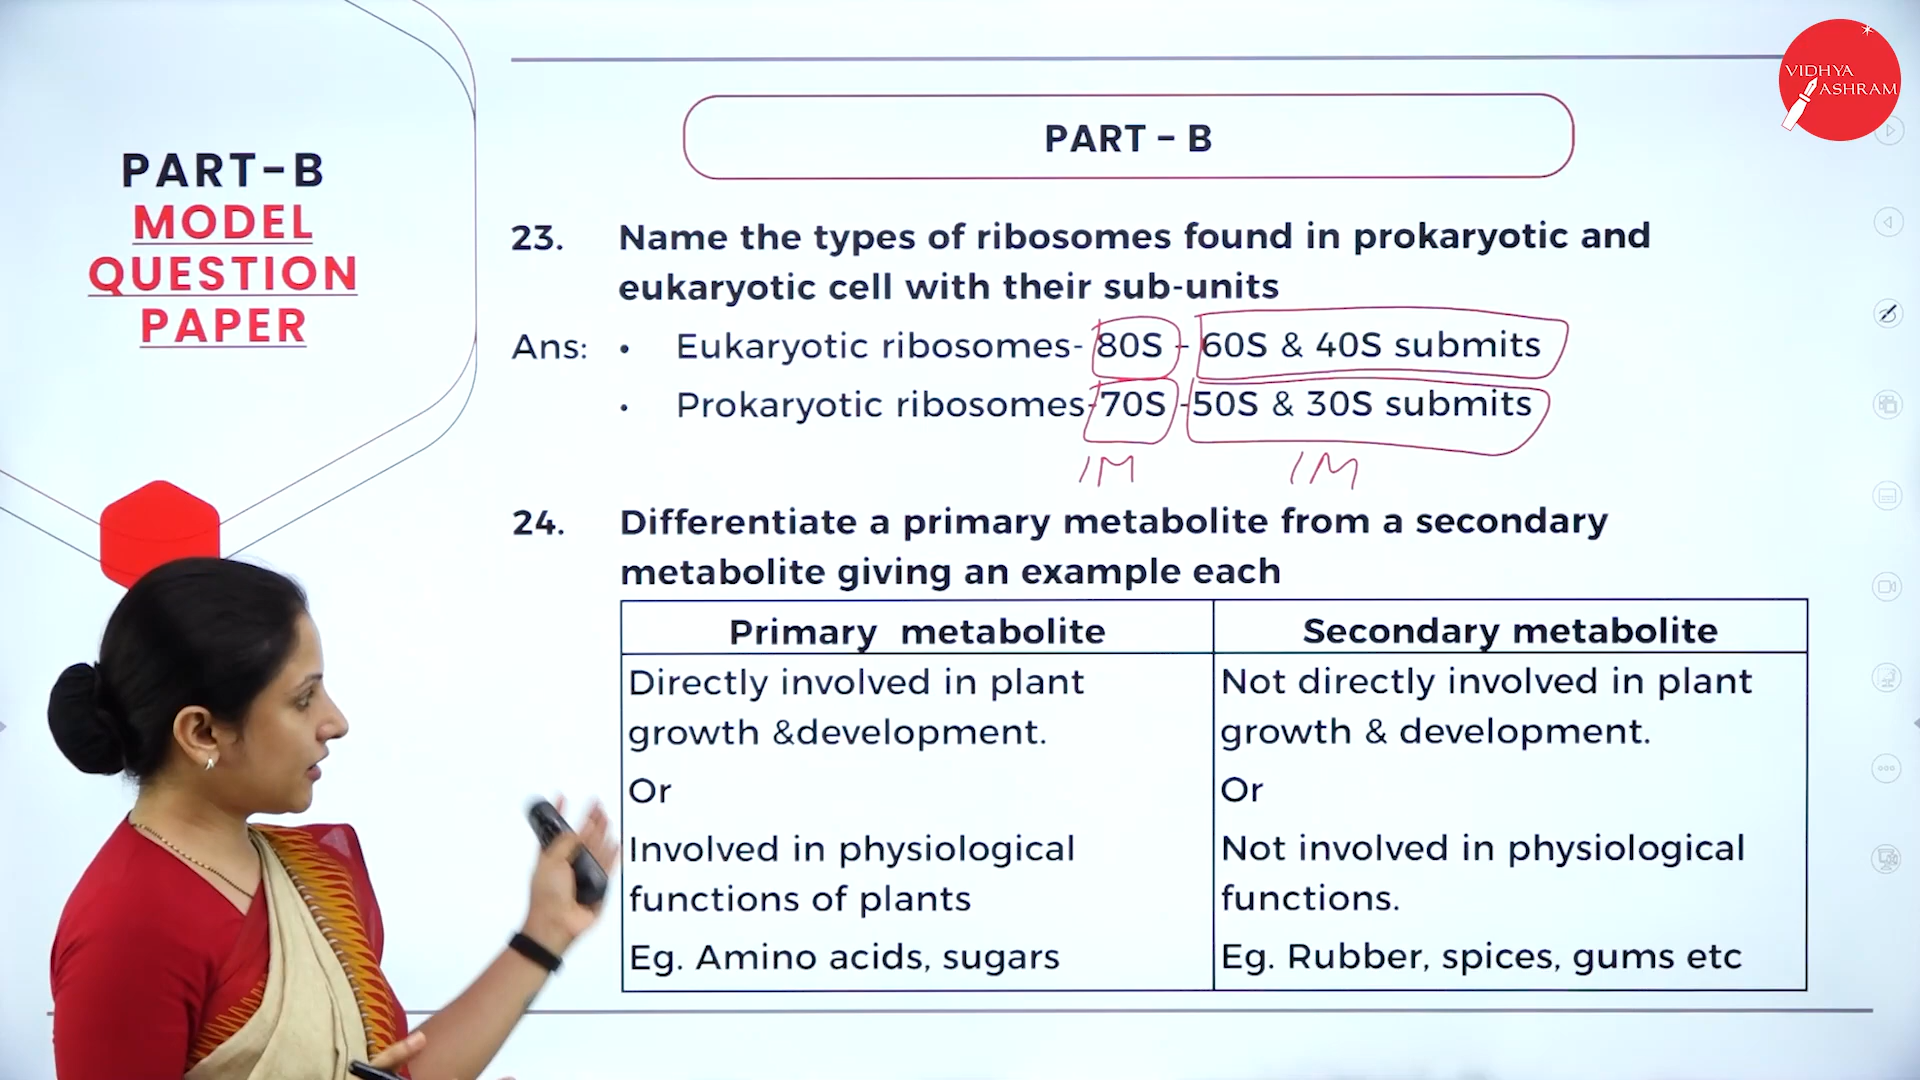 VIDHYA
ASHRAM
PART-B
MODEL
QUESTION
PAPER
PART – B
23. Name the types of ribosomes found in prokaryotic and
eukaryotic cell with their sub-units
Ans: • Eukaryotic ribosomes- 80S - 60S & 40S submits
• Prokaryotic ribosomes-70S -50S & 30S submits
1M 1M
24. Differentiate a primary metabolite from a secondary
metabolite giving an example each
Primary metabolite
Directly involved in plant
growth &development.
Or
Involved in physiological
functions of plants
Eg. Amino acids, sugars
Secondary metabolite
Not directly involved in plant
growth & development.
Or
Not involved in physiological
functions.
Eg. Rubber, spices, gums etc